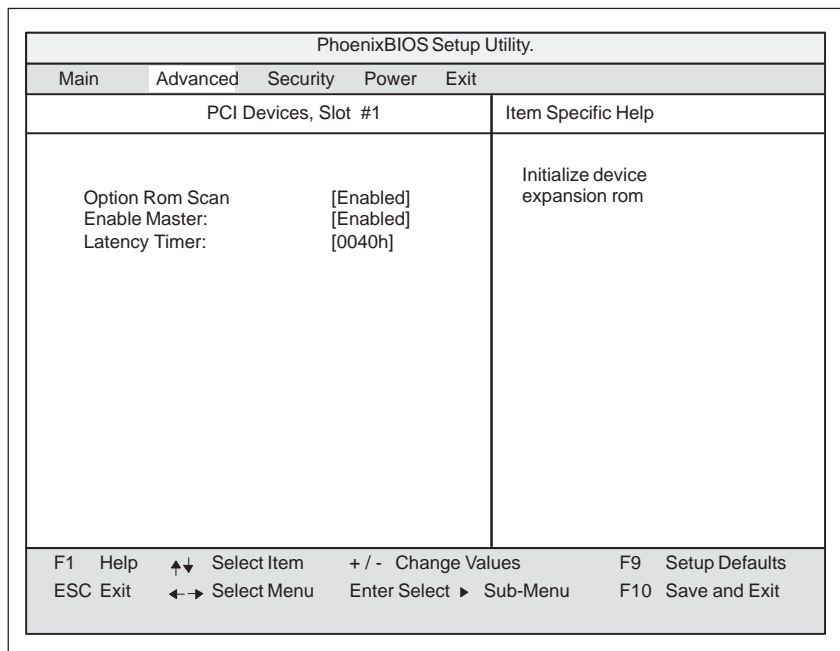 PhoenixBIOS Setup Utility.
Main Advanced Security Power Exit
PCI Devices, Slot #1
Item Specific Help
Option Rom Scan [Enabled]
Enable Master: [Enabled]
Latency Timer: [0040h]
Initialize device
expansion rom
F1 Help Select Item + / - Change Values F9 Setup Defaults
ESC Exit Select Menu Enter Select Sub-Menu F10 Save and Exit